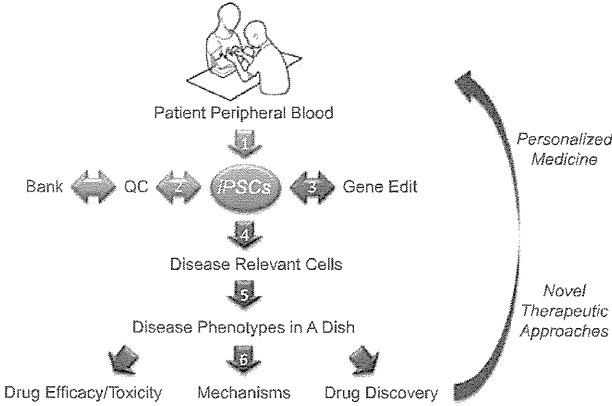 Patient Peripheral Blood
1
Personalized
Medicine
Bank QC 2 iPSCs 3 Gene Edit
4
Disease Relevant Cells
5
Novel
Therapeutic
Approaches
Disease Phenotypes in A Dish
6
Drug Efficacy/Toxicity Mechanisms Drug Discovery